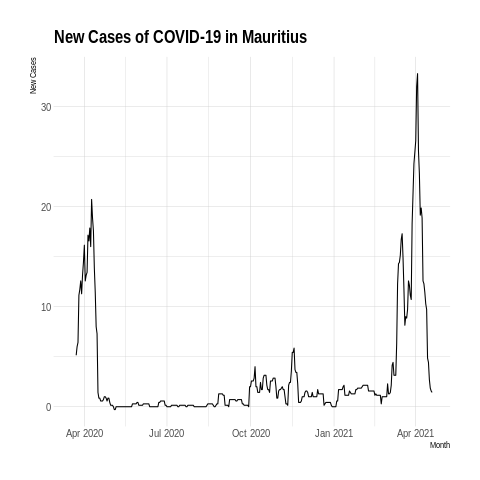 New Cases of COVID-19 in Mauritius
New Cases
30
20
10
0
Apr 2020 Jul 2020 Oct 2020 Jan 2021 Apr 2021
Month